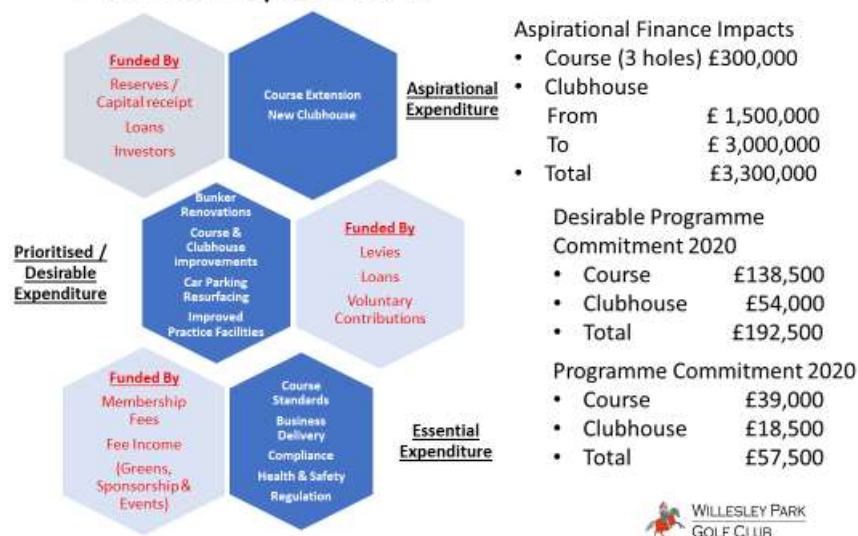 Funded By
Reserves /
Capital receipt
Loans
Investors
Course Extension
New Clubhouse
Aspirational
Expenditure
Aspirational Finance Impacts
• Course (3 holes) £300,000
• Clubhouse
From £ 1,500,000
To £ 3,000,000
• Total £3,300,000
Prioritised /
Desirable
Expenditure
Bunker
Renovations
Course &
Clubhouse
improvements
Car Parking
Resurfacing
Improved
Practice Facilities
Funded By
Levies
Loans
Voluntary
Contributions
Desirable Programme
Commitment 2020
• Course £138,500
• Clubhouse £54,000
• Total £192,500
Funded By
Membership
Fees
Fee Income
(Greens,
Sponsorship &
Events)
Course
Standards
Business
Delivery
Compliance
Health & Safety
Regulation
Essential
Expenditure
Programme Commitment 2020
• Course £39,000
• Clubhouse £18,500
• Total £57,500
WILLESLEY PARK
GOLF CLUB